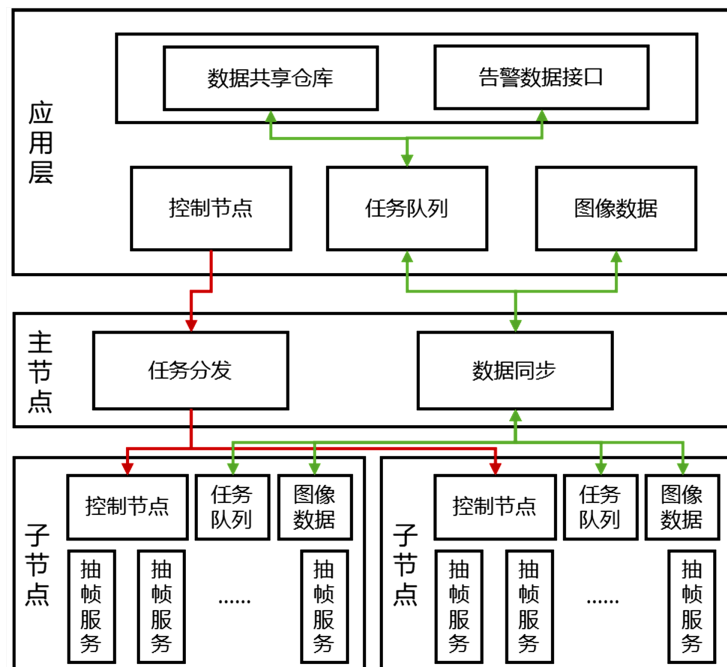 应用层
数据共享仓库
告警数据接口
控制节点
任务队列
图像数据
主节点
任务分发
数据同步
子节点
控制节点
任务
队列
图像
数据
抽帧服务
抽帧服务
......
抽帧服务
子节点
控制节点
任务
队列
图像
数据
抽帧服务
抽帧服务
......
抽帧服务